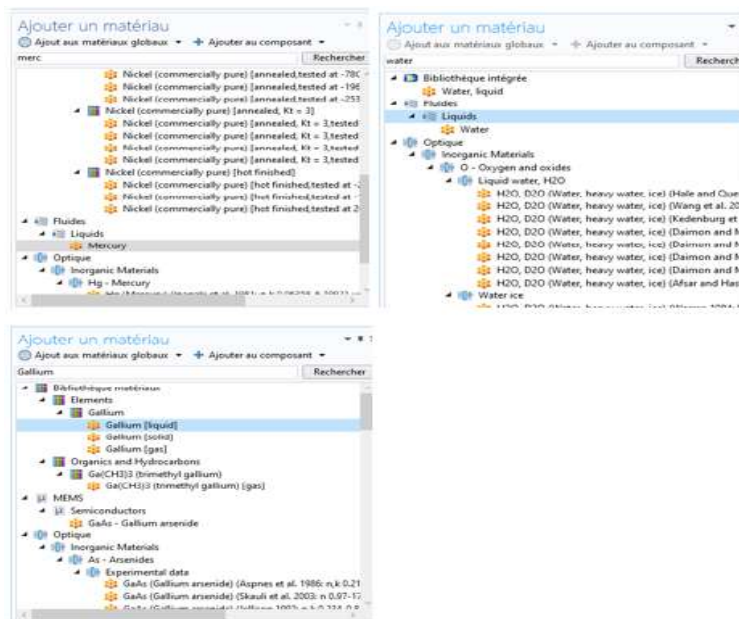 Ajouter un matériau
Ajout aux matériaux globaux + Ajouter au composant
merc Rechercher
Nickel (commercially pure) [annealed,tested at -78C
Nickel (commercially pure) [annealed,tested at -196
Nickel (commercially pure) [annealed,tested at -253
Nickel (commercially pure) [annealed, Kt = 3]
Nickel (commercially pure) [annealed, Kt = 3,tested
Nickel (commercially pure) [annealed, Kt = 3,tested
Nickel (commercially pure) [annealed, Kt = 3,tested
Nickel (commercially pure) [annealed, Kt = 3,tested
Nickel (commercially pure) [hot finished]
Nickel (commercially pure) [hot finished,tested at -2
Nickel (commercially pure) [hot finished,tested at -
Nickel (commercially pure) [hot finished,tested at 2
Fluides
Liquids
Mercury
Optique
Inorganic Materials
Hg - Mercury
Ajouter un matériau
Ajout aux matériaux globaux + Ajouter au composant
water Recherch
Bibliothèque intégrée
Water, liquid
Fluides
Liquids
Water
Optique
Inorganic Materials
O - Oxygen and oxides
Liquid water, H2O
H2O, D2O (Water, heavy water, ice) (Hale and Que
H2O, D2O (Water, heavy water, ice) (Wang et al. 20
H2O, D2O (Water, heavy water, ice) (Kedenburg et
H2O, D2O (Water, heavy water, ice) (Daimon and M
H2O, D2O (Water, heavy water, ice) (Daimon and M
H2O, D2O (Water, heavy water, ice) (Daimon and M
H2O, D2O (Water, heavy water, ice) (Daimon and M
H2O, D2O (Water, heavy water, ice) (Afsar and Has
Water ice
Ajouter un matériau
Ajout aux matériaux globaux + Ajouter au composant
Gallium Rechercher
Bibliothèque matériaux
Elements
Gallium
Gallium [liquid]
Gallium [solid]
Gallium [gas]
Organics and Hydrocarbons
Ga(CH3)3 (trimethyl gallium)
Ga(CH3)3 (trimethyl gallium) [gas]
MEMS
Semiconductors
GaAs - Gallium arsenide
Optique
Inorganic Materials
As - Arsenides
Experimental data
GaAs (Gallium arsenide) (Aspnes et al. 1986: n,k 0.21
GaAs (Gallium arsenide) (Skauli et al. 2003: n 0.97-17